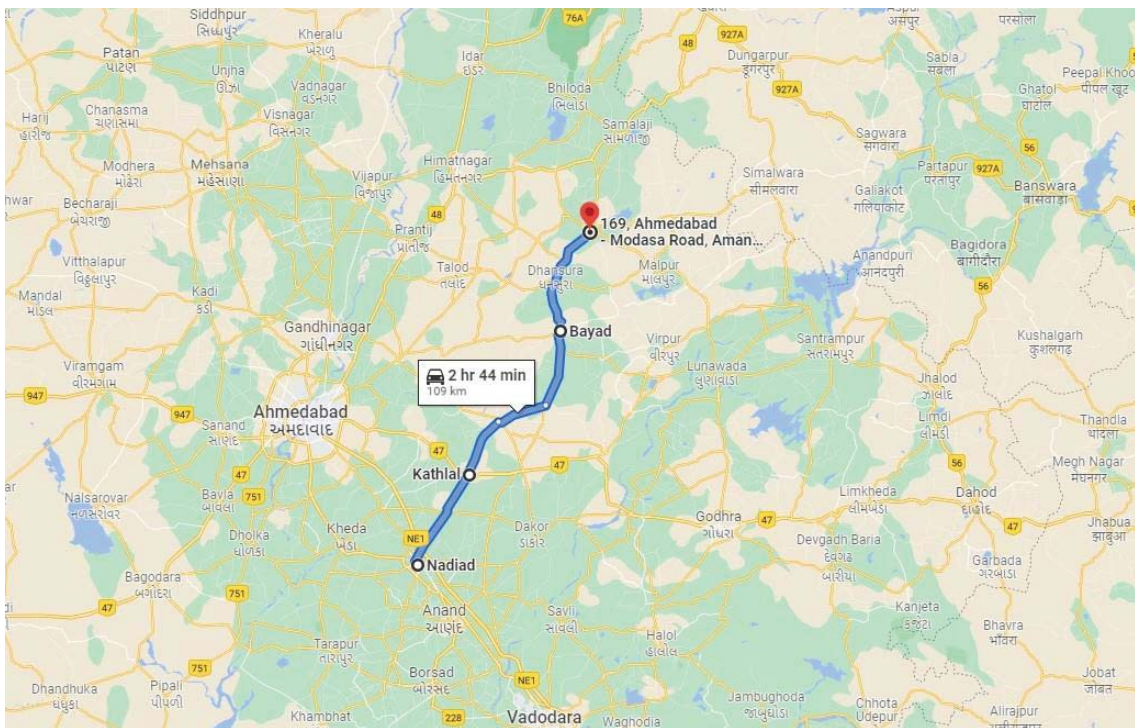 Siddhpur
સિદ્ધપુર
Kheralu
ખેરાળુ
76A
48
927A
Aspur
આસપુર
Parsola
પારસોલા
Patan
પાટણ
Unjha
ઊંઝા
Vadnagar
વડનગર
Idar
ઇડર
Dungarpur
डूंगरपुर
927A
Sabla
सबला
Ghatol
घाटोल
Peepal Khoo
पीपल खूंट
Chanasma
ચાણસ્મા
Visnagar
વિસનગર
Bhiloda
ભિલોડા
Harij
હારીજ
Samalaji
સામળાજી
Sagwara
सगवारा
Modhera
મોઢેરા
Mehsana
મહેસાણા
Himatnagar
હિંમતનગર
Simalwara
सीमलवारा
Partapur
परतापुर
56
927A
Banswara
बांसवाड़ा
Vijapur
વિજાપુર
Galiakot
गलियाकोट
hwar
Becharaji
બેચરાજી
48
Prantij
પ્રાંતીજ
169, Ahmedabad
- Modasa Road, Aman...
Anandpuri
आनंदपुरी
Bagidora
बागीदौरा
Vitthalapur
વિઠ્ઠલાપુર
Talod
તલોદ
Dhansura
ધનસુરા
Malpur
માલપુર
Mandal
માંડલ
Kadi
કડી
56
Gandhinagar
ગાંધીનગર
Bayad
Virpur
વીરપુર
Santrampur
સંતરામપુર
Kushalgarh
कुशलगढ़
Viramgam
વીરમગામ
2 hr 44 min
109 km
Lunawada
લુણાવાડા
Jhalod
ઝાલોદ
947
947
Sanand
સાણંદ
Ahmedabad
અમદાવાદ
Limdi
લીમડી
Thandla
थांदला
47
Kathlal
47
56
Megh Nagar
मेघनगर
Nalsarovar
નળસરોવર
Bavla
બાવળા
751
Limkheda
લીમખેડા
Dahod
દાહોદ
Dholka
ધોળકા
Kheda
ખેડા
NE1
Dakor
ડાકોર
Godhra
ગોધરા
47
47
Jhabua
झाबुआ
Devgadh Baria
દેવગઢ
બારીયા
Nadiad
Garbada
ગરબાડા
Bagodara
બગોદરા
751
47
Anand
આણંદ
Savli
સાવલી
Kanjeta
કંજેટા
Tarapur
તારાપુર
Halol
હાલોલ
Bhavra
भाँवरा
751
Borsad
બોરસદ
NE1
Jobat
जोबत
Dhandhuka
ધંધુકા
Pipali
પીપળી
Jambughoda
જાંબુઘોડા
Chhota
Udepur
Alirajpur
Khambhat
228
Vadodara
Waghodia